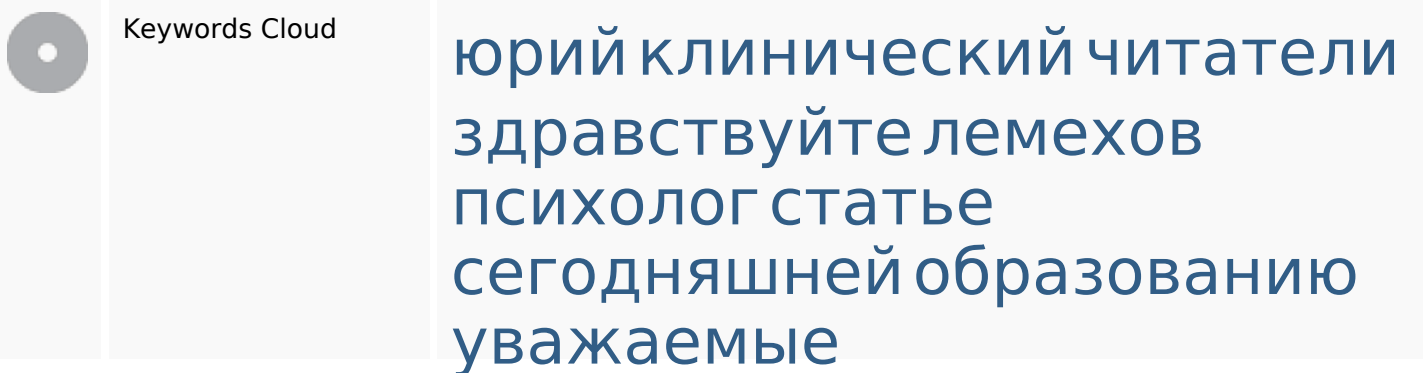 Keywords Cloud
юрий клинический читатели
здравствуйте лемехов
психолог статье
сегодняшней образованию
уважаемые